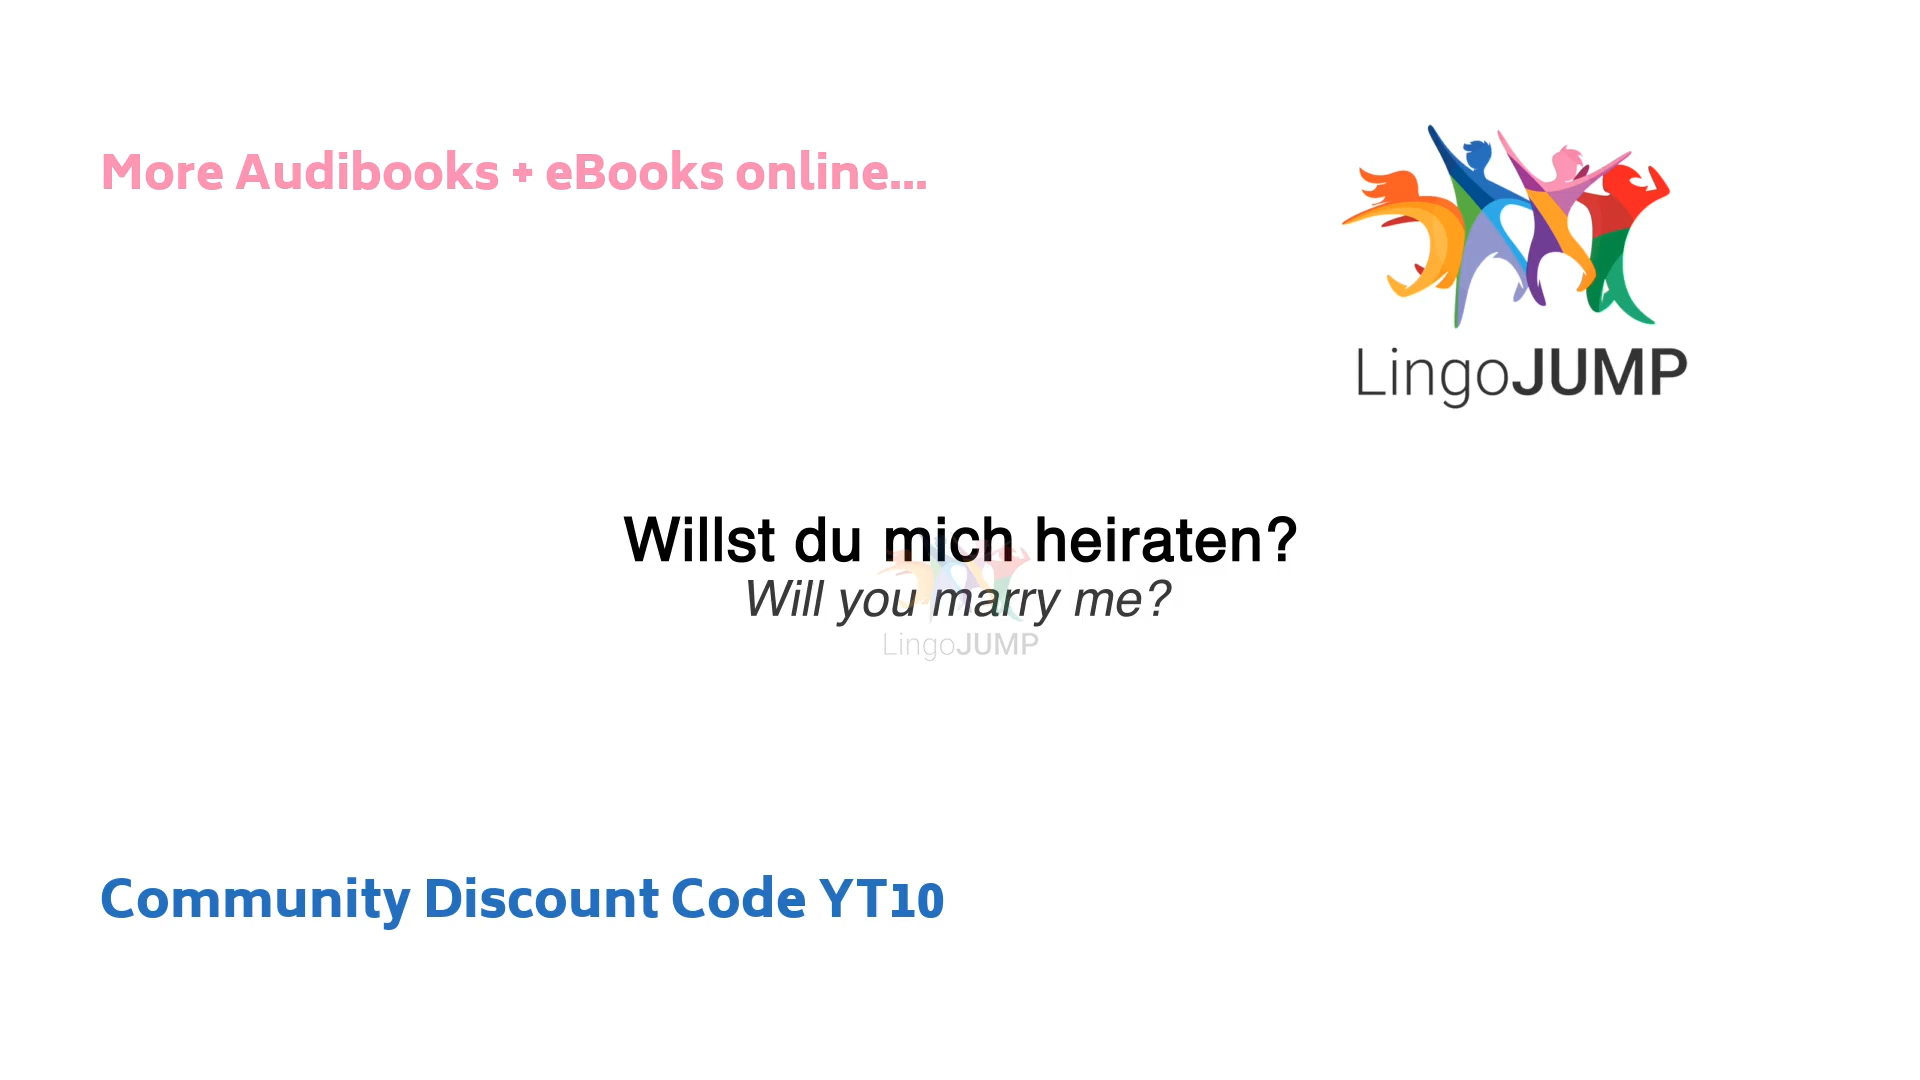 More Audibooks + eBooks online...
LingoJUMP
Willst du mich heiraten?
Will you marry me?
LingoJUMP
Community Discount Code YT10